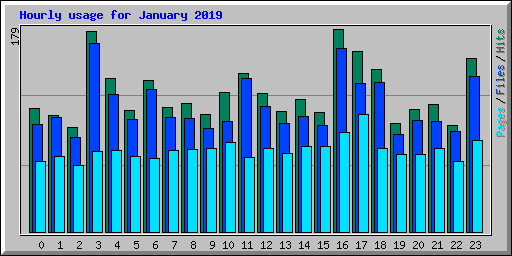 Hourly usage for January 2019
179
Pages / Files / Hits
0 1 2 3 4 5 6 7 8 9 10 11 12 13 14 15 16 17 18 19 20 21 22 23